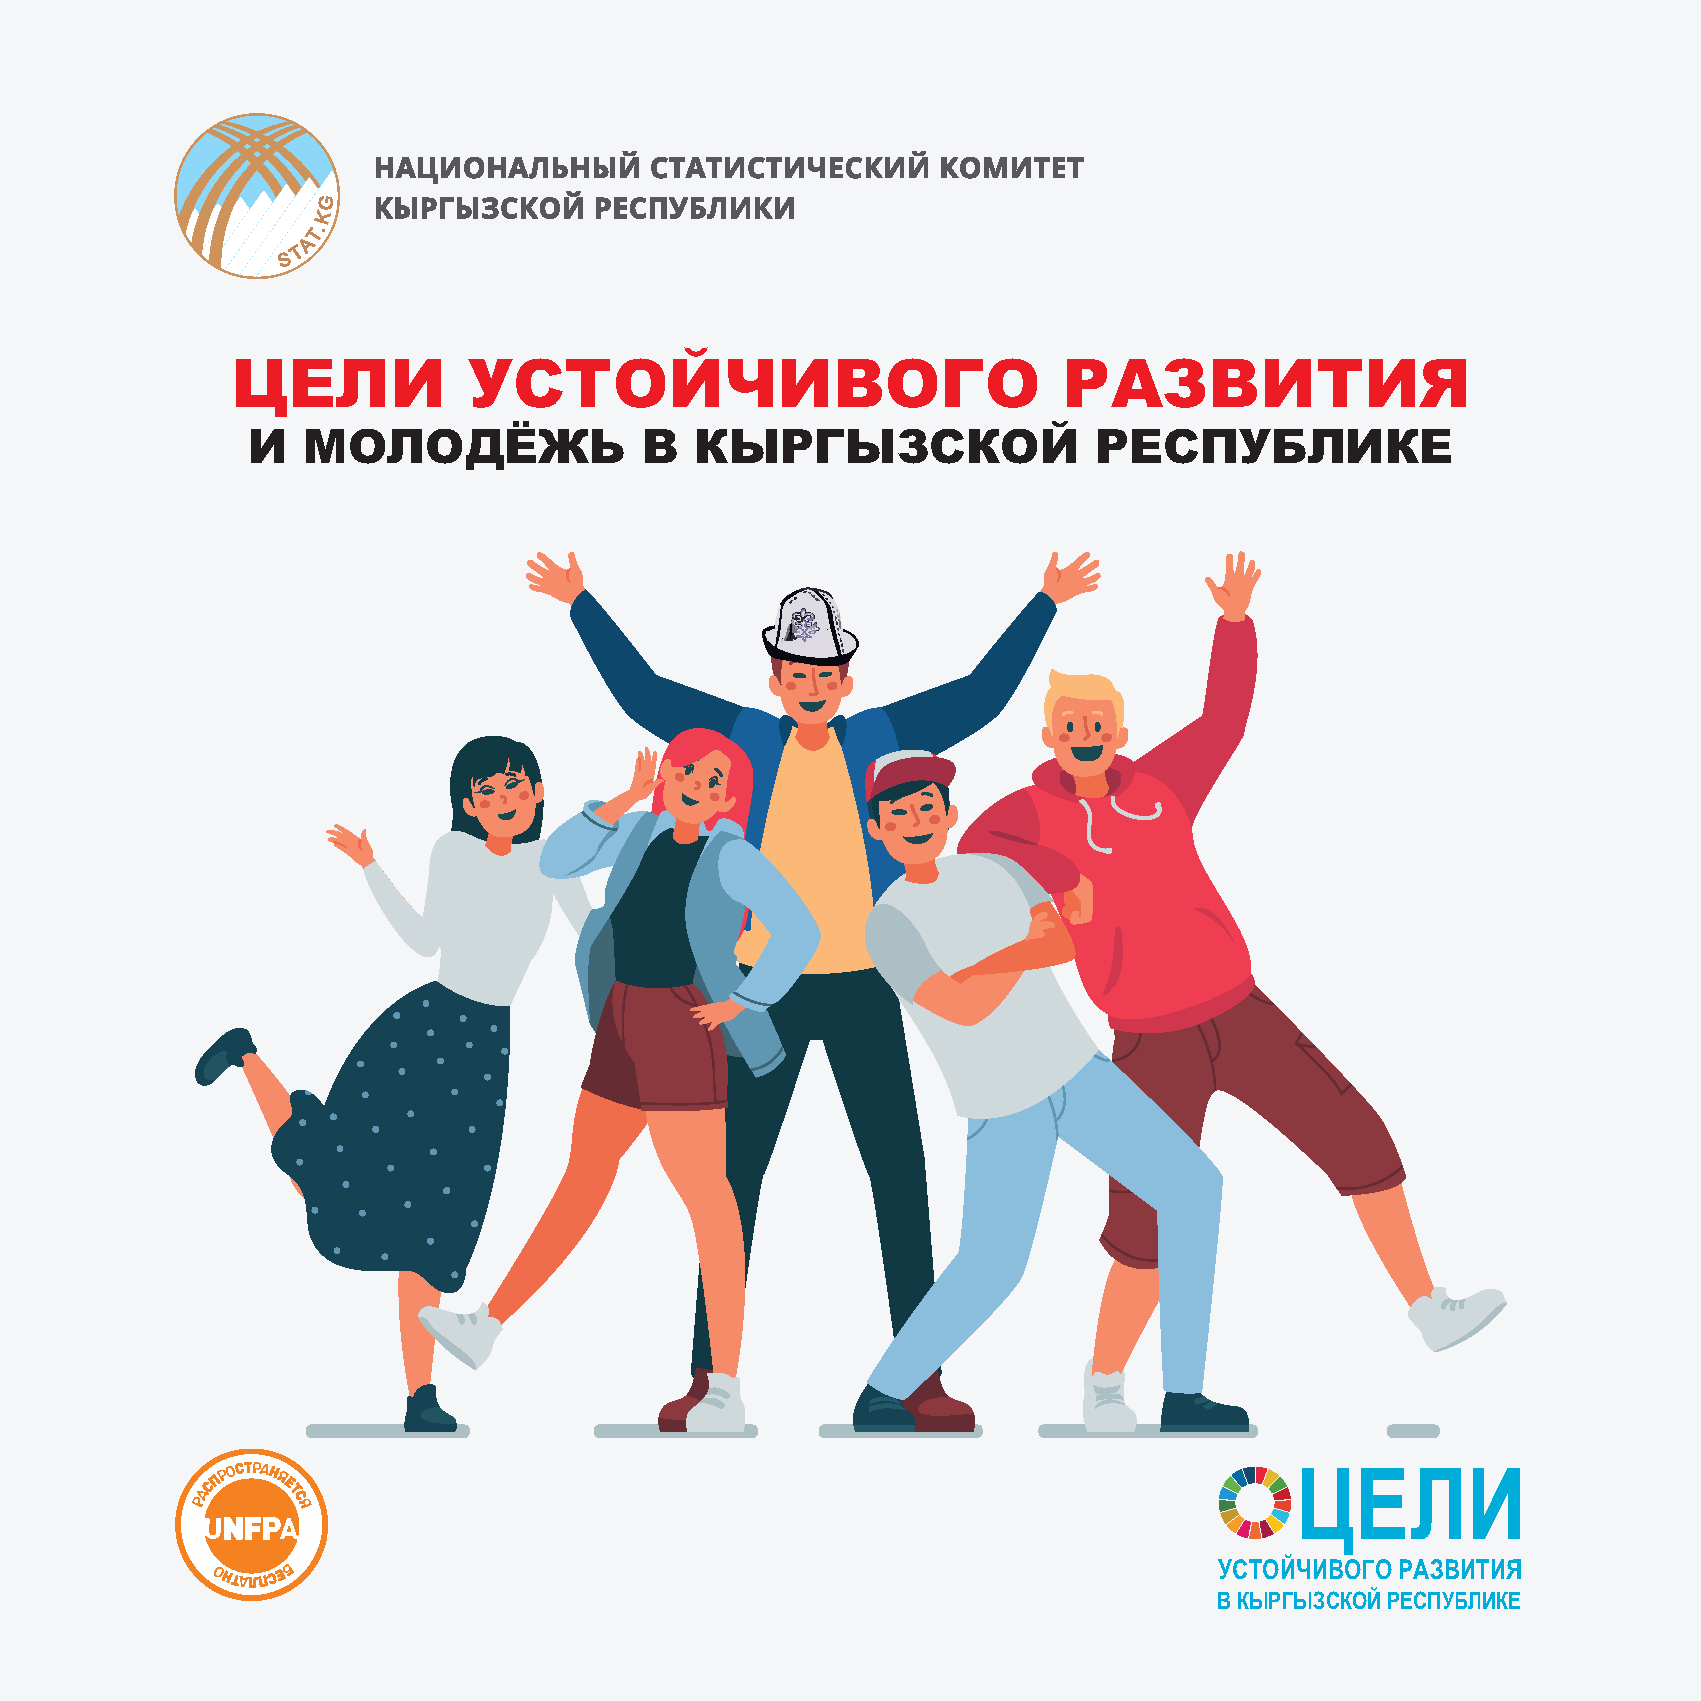 НАЦИОНАЛЬНЫЙ СТАТИСТИЧЕСКИЙ КОМИТЕТ
КЫРГЫЗСКОЙ РЕСПУБЛИКИ
STAT.KG
ЦЕЛИ УСТОЙЧИВОГО РАЗВИТИЯ
И МОЛОДЁЖЬ В КЫРГЫЗСКОЙ РЕСПУБЛИКЕ
РАСПРОСТРАНЯЕТСЯ
UNFPA
БЕСПЛАТНО
ЦЕЛИ
УСТОЙЧИВОГО РАЗВИТИЯ
В КЫРГЫЗСКОЙ РЕСПУБЛИКЕ